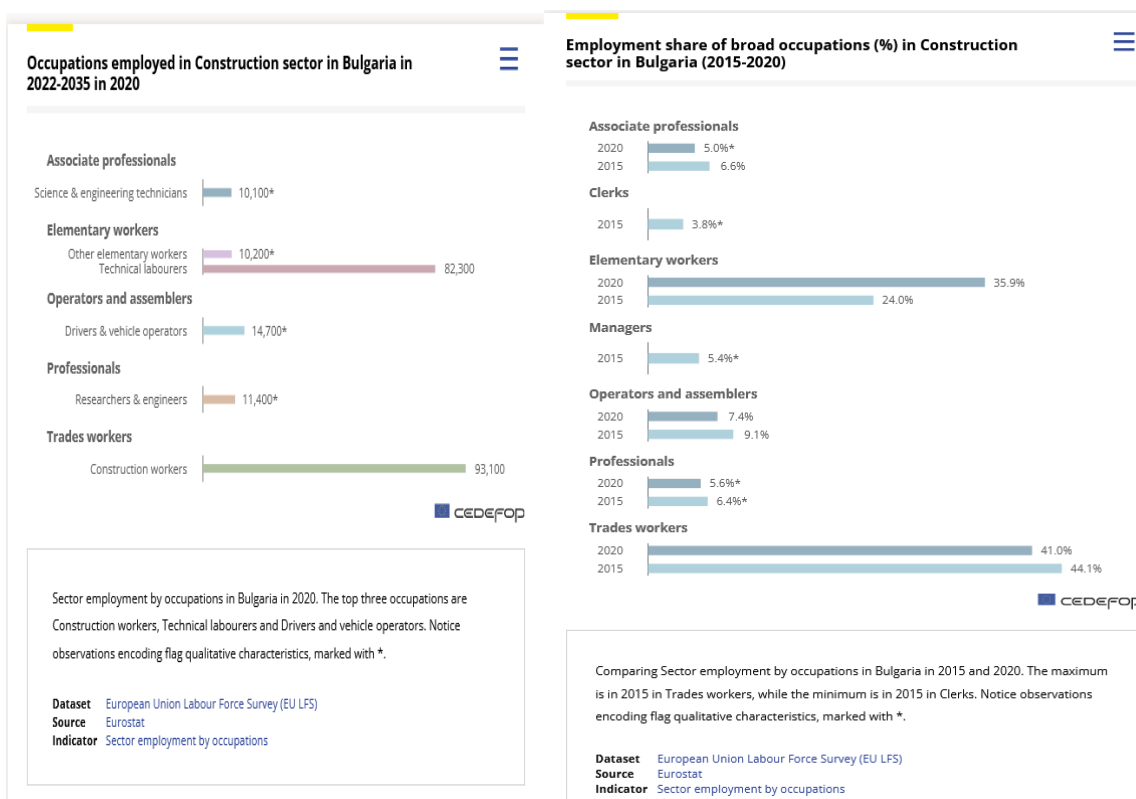 Occupations employed in Construction sector in Bulgaria in
2022-2035 in 2020
Associate professionals
Science & engineering technicians 10,100*
Elementary workers
Other elementary workers 10,200*
Technical labourers 82,300
Operators and assemblers
Drivers & vehicle operators 14,700*
Professionals
Researchers & engineers 11,400*
Trades workers
Construction workers 93,100
CEDEFOP
Sector employment by occupations in Bulgaria in 2020. The top three occupations are
Construction workers, Technical labourers and Drivers and vehicle operators. Notice
observations encoding flag qualitative characteristics, marked with *.
Dataset European Union Labour Force Survey (EU LFS)
Source Eurostat
Indicator Sector employment by occupations
Employment share of broad occupations (%) in Construction
sector in Bulgaria (2015-2020)
Associate professionals
2020 5.0%*
2015 6.6%
Clerks
2015 3.8%*
Elementary workers
2020 35.9%
2015 24.0%
Managers
2015 5.4%*
Operators and assemblers
2020 7.4%
2015 9.1%
Professionals
2020 5.6%*
2015 6.4%*
Trades workers
2020 41.0%
2015 44.1%
CEDEFOP
Comparing Sector employment by occupations in Bulgaria in 2015 and 2020. The maximum
is in 2015 in Trades workers, while the minimum is in 2015 in Clerks. Notice observations
encoding flag qualitative characteristics, marked with *.
Dataset European Union Labour Force Survey (EU LFS)
Source Eurostat
Indicator Sector employment by occupations